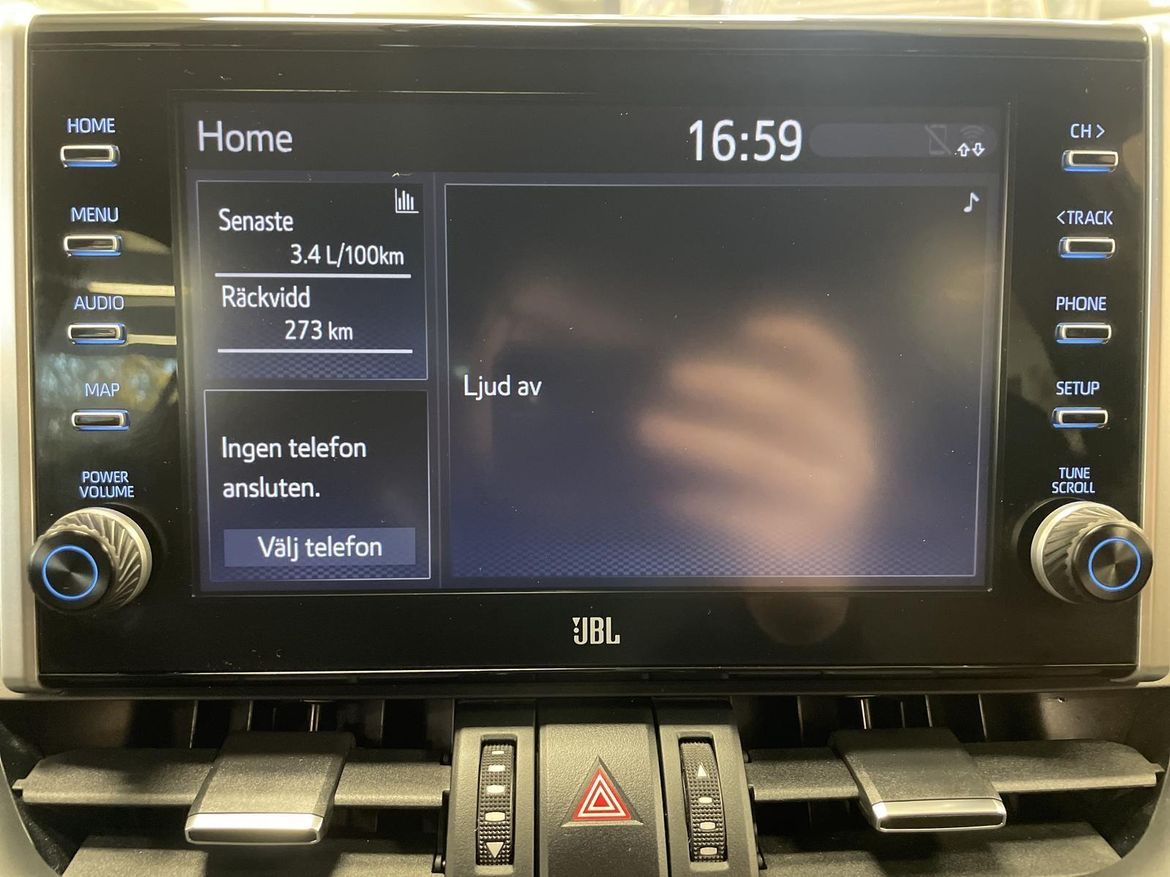 HOME
MENU
AUDIO
MAP
POWER
VOLUME
Home
16:59
Senaste
3.4 L/100km
Räckvidd
273 km
Ingen telefon
ansluten.
Välj telefon
Ljud av
CH >
<TRACK
PHONE
SETUP
TUNE
SCROLL
JBL